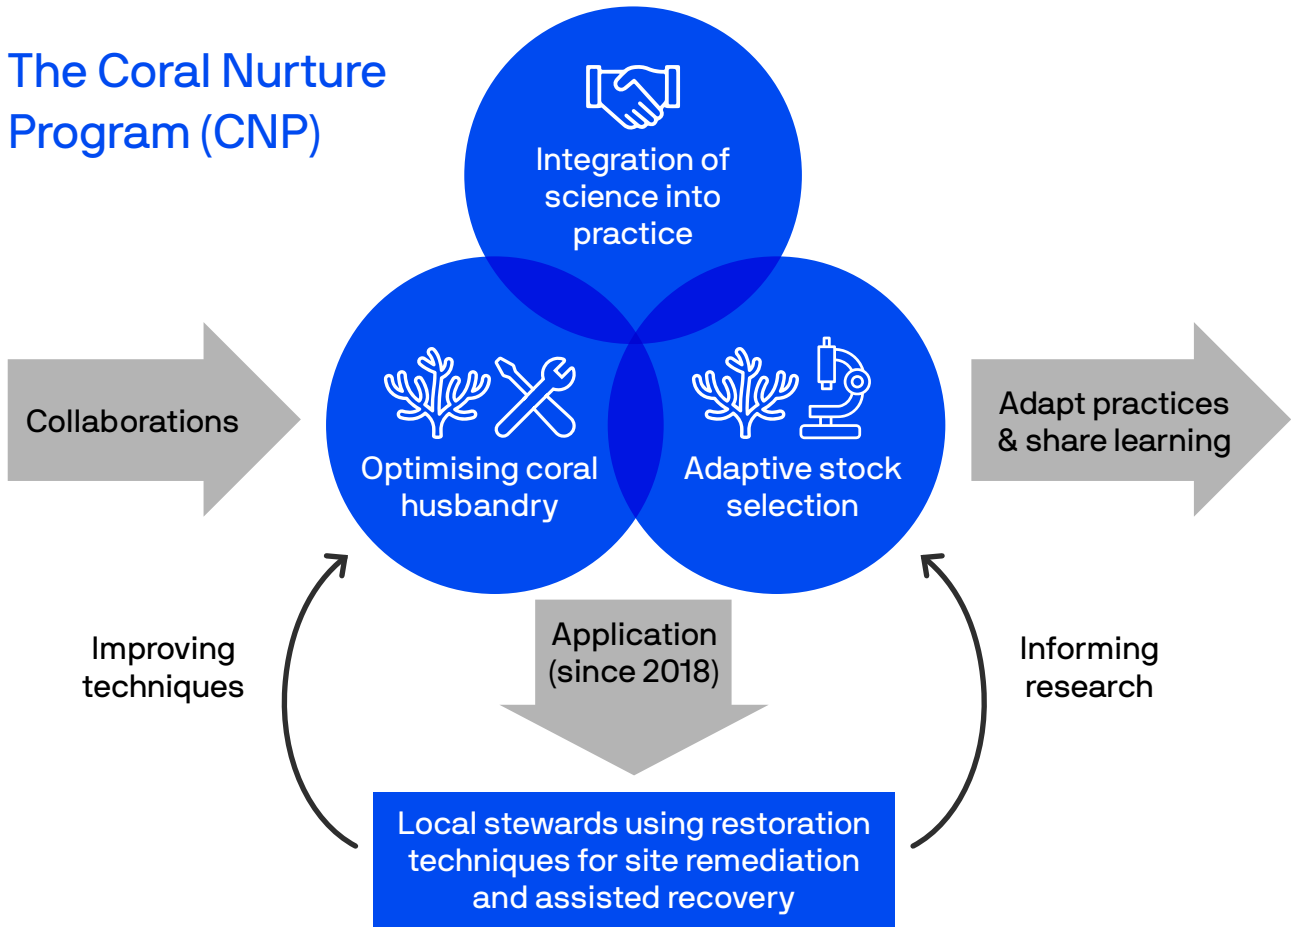 The Coral Nurture
Program (CNP)
Integration of
science into
practice
Collaborations
Optimising coral
husbandry
Adaptive stock
selection
Adapt practices
& share learning
Improving
techniques
Application
(since 2018)
Informing
research
Local stewards using restoration
techniques for site remediation
and assisted recovery